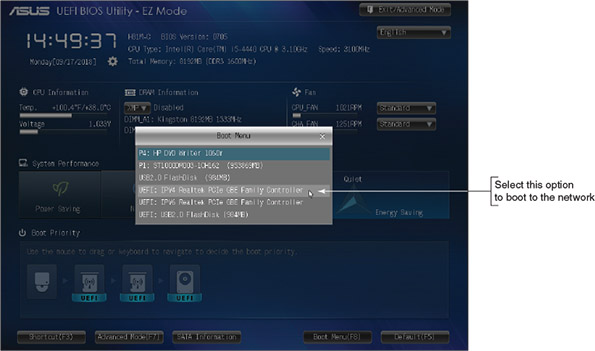 ASUS UEFI BIOS Utility - EZ Mode
Exit/Advanced Mode
English
14:49:37
Monday[09/17/2018]
H81M-C BIOS Version: 0705
CPU Type: Intel(R) Core(TM) i5-4440 CPU @ 3.10GHz Speed: 3100MHz
Total Memory: 8192MB (DDR3 1600MHz)
CPU Information
Temp. +100.4°F/+38.0°C
Voltage 1.033V
DRAM Information
XMP Disabled
DIMM_A1: Kingston 8192MB 1333MHz
Fan
CPU_FAN 1021RPM Standard
CHA_FAN 1251RPM Standard
Boot Menu
P4: HP DVD Writer 1060r
P1: ST1000DM003-1CH162 (953869MB)
USB2.0 FlashDisk (984MB)
UEFI: IPv4 Realtek PCIe GBE Family Controller
UEFI: IPv6 Realtek PCIe GBE Family Controller
UEFI: USB2.0 FlashDisk (984MB)
Select this option
to boot to the network
System Performance
Quiet
Power Saving
Energy Saving
Boot Priority
Use the mouse to drag or keyboard to navigate to decide the boot priority.
UEFI
UEFI
UEFI
Shortcut(F3)
Advanced Mode(F7)
SATA Information
Boot Menu(F8)
Default(F5)